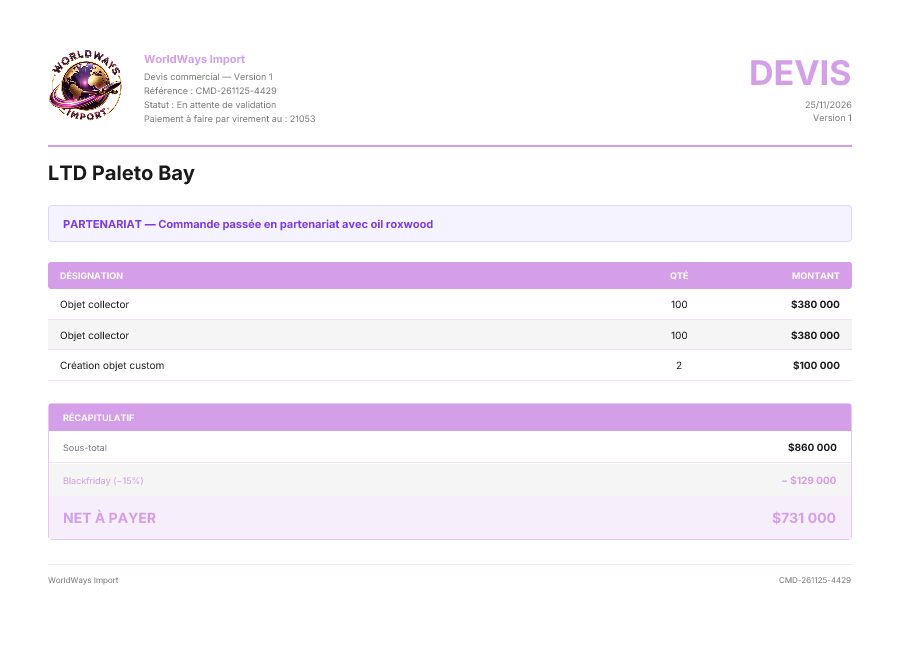 WORLDWAYS
IMPORT
WorldWays Import
Devis commercial — Version 1
Référence : CMD-261125-4429
Statut : En attente de validation
Paiement à faire par virement au : 21053
DEVIS
25/11/2026
Version 1
LTD Paleto Bay
PARTENARIAT — Commande passée en partenariat avec oil roxwood
DÉSIGNATION QTÉ MONTANT
Objet collector 100 $380 000
Objet collector 100 $380 000
Création objet custom 2 $100 000
RÉCAPITULATIF
Sous-total $860 000
Blackfriday (−15%) − $129 000
NET À PAYER $731 000
WorldWays Import CMD-261125-4429